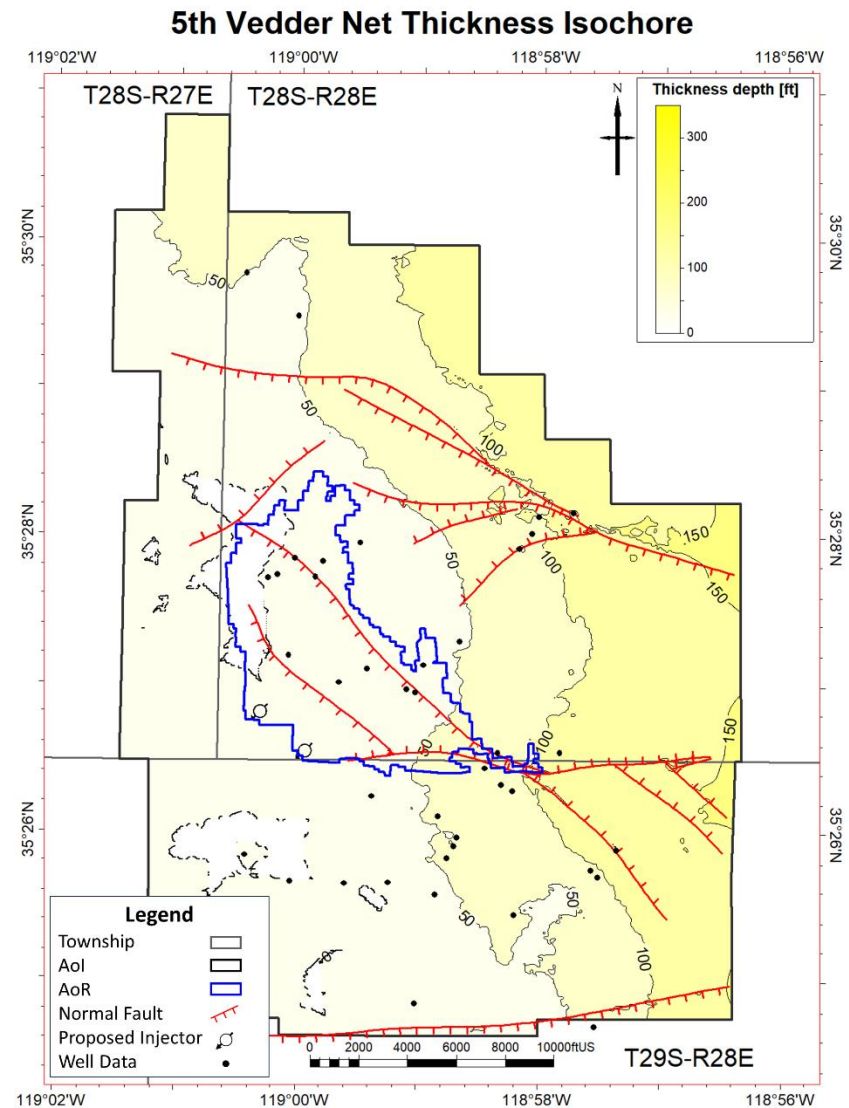 5th Vedder Net Thickness Isochore
119°02'W 119°00'W 118°58'W 118°56'W
T28S-R27E T28S-R28E
N
Thickness depth [ft]
300
200
100
0
35°30'N 35°30'N
50
50
100
150
35°28'N 35°28'N
50
100
150
150
50
100
35°26'N 35°26'N
50
50
100
0
Legend
Township
AoI
AoR
Normal Fault
Proposed Injector
Well Data
0 2000 4000 6000 8000 10000ftUS
T29S-R28E
119°02'W 119°00'W 118°58'W 118°56'W